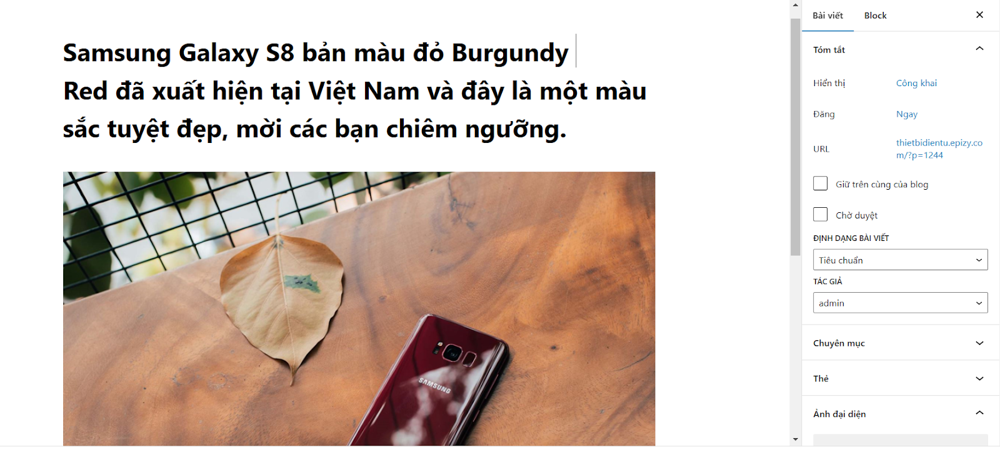 Samsung Galaxy S8 bản màu đỏ Burgundy
Red đã xuất hiện tại Việt Nam và đây là một màu
sắc tuyệt đẹp, mời các bạn chiêm ngưỡng.
SAMSUNG
Bài viết Block
Tóm tắt
Hiển thị Công khai
Đăng Ngay
URL thietbidientu.epizy.co
m/?p=1244
Giữ trên cùng của blog
Chờ duyệt
ĐỊNH DẠNG BÀI VIẾT
Tiêu chuẩn
TÁC GIẢ
admin
Chuyên mục
Thẻ
Ảnh đại diện